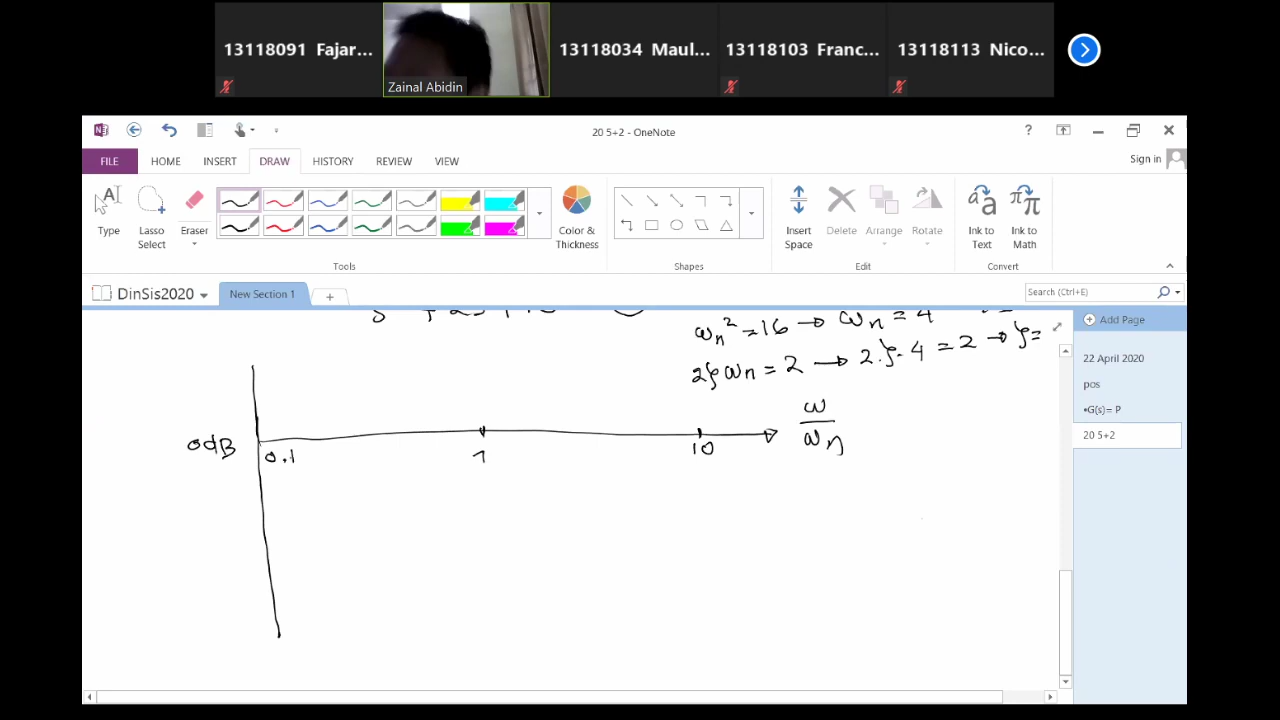 13118091 Fajar...
Zainal Abidin
13118034 Maul...
13118103 Franc...
13118113 Nico...
20 5+2 - OneNote
FILE HOME INSERT DRAW HISTORY REVIEW VIEW
Sign in
Type
Lasso Select
Eraser
Color & Thickness
Insert Space
Delete
Arrange
Rotate
Ink to Text
Ink to Math
Tools
Shapes
Edit
Convert
DinSis2020
New Section 1
Search (Ctrl+E)
Add Page
22 April 2020
pos
•G(s)= P
20 5+2
ωn² = 16 → ωn = 4
2ζωn = 2 → 2.ζ.4 = 2 → ζ=
ω
ωn
0dB
0.1
1
10